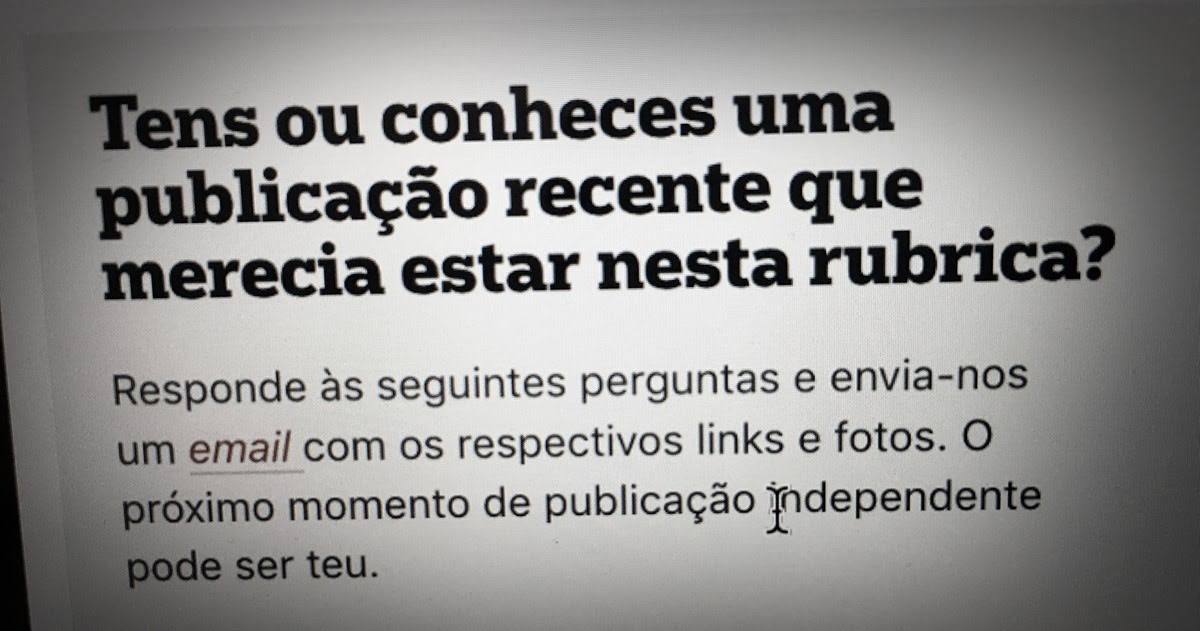 Tens ou conheces uma
publicação recente que
merecia estar nesta rubrica?
Responde às seguintes perguntas e envia-nos
um email com os respectivos links e fotos. O
próximo momento de publicação independente
pode ser teu.